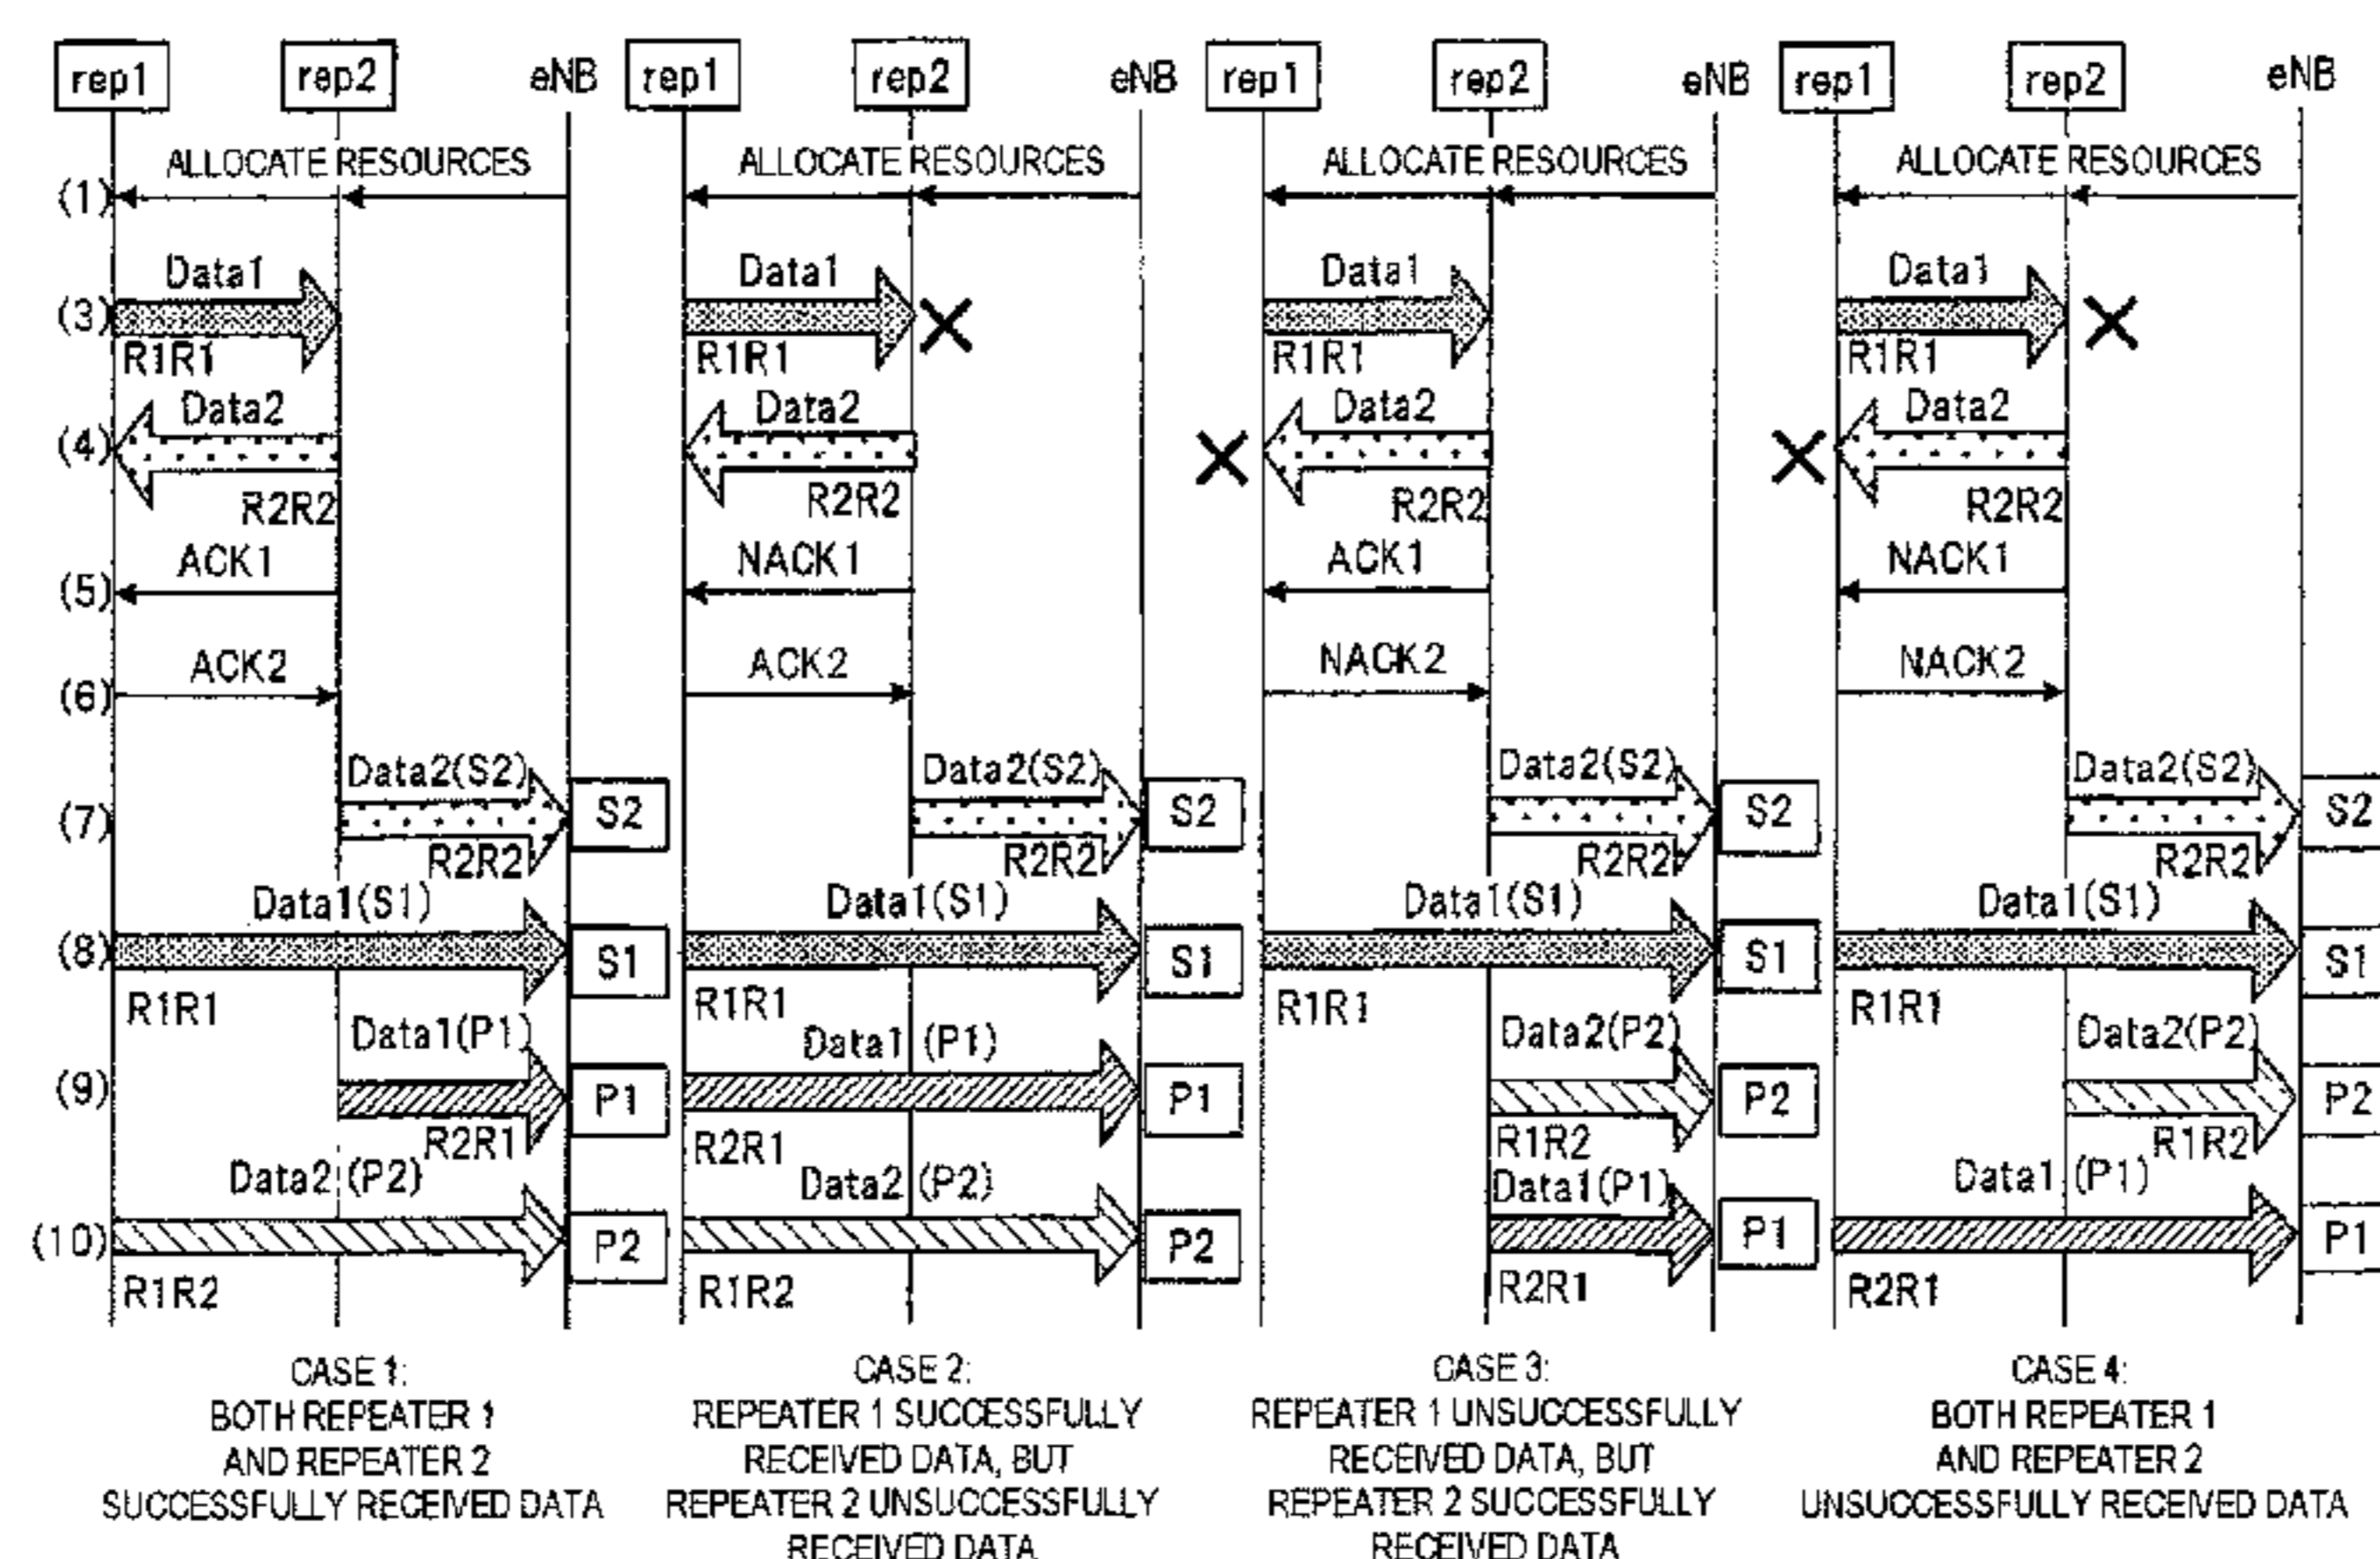 rep1 rep2 eNB rep1 rep2 eNB rep1 rep2 eNB rep1 rep2 eNB
ALLOCATE RESOURCES ALLOCATE RESOURCES ALLOCATE RESOURCES ALLOCATE RESOURCES
(1)
Data1 Data1 Data1 Data1
(3)
R1R1 R1R1 R1R1 R1R1
Data2 Data2 Data2 Data2
(4)
R2R2 R2R2 R2R2 R2R2
ACK1 NACK1 ACK1 NACK1
(5)
ACK2 ACK2 NACK2 NACK2
(6)
Data2(S2) Data2(S2) Data2(S2) Data2(S2)
(7) S2 S2 S2 S2
R2R2 R2R2 R2R2 R2R2
Data1(S1) Data1(S1) Data1(S1) Data1(S1)
(8) S1 S1 S1 S1
R1R1 R1R1 R1R1 R1R1
Data1(P1) Data1 (P1) Data2(P2) Data2(P2)
(9) P1 P1 P2 P2
R2R1 R2R1 R1R2 R1R2
Data2 (P2) Data2 (P2) Data1(P1) Data1 (P1)
(10) P2 P2 P1 P1
R1R2 R1R2 R2R1 R2R1
CASE 1:
BOTH REPEATER 1
AND REPEATER 2
SUCCESSFULLY RECEIVED DATA
CASE 2:
REPEATER 1 SUCCESSFULLY
RECEIVED DATA, BUT
REPEATER 2 UNSUCCESSFULLY
RECEIVED DATA
CASE 3:
REPEATER 1 UNSUCCESSFULLY
RECEIVED DATA, BUT
REPEATER 2 SUCCESSFULLY
RECEIVED DATA
CASE 4:
BOTH REPEATER 1
AND REPEATER 2
UNSUCCESSFULLY RECEIVED DATA